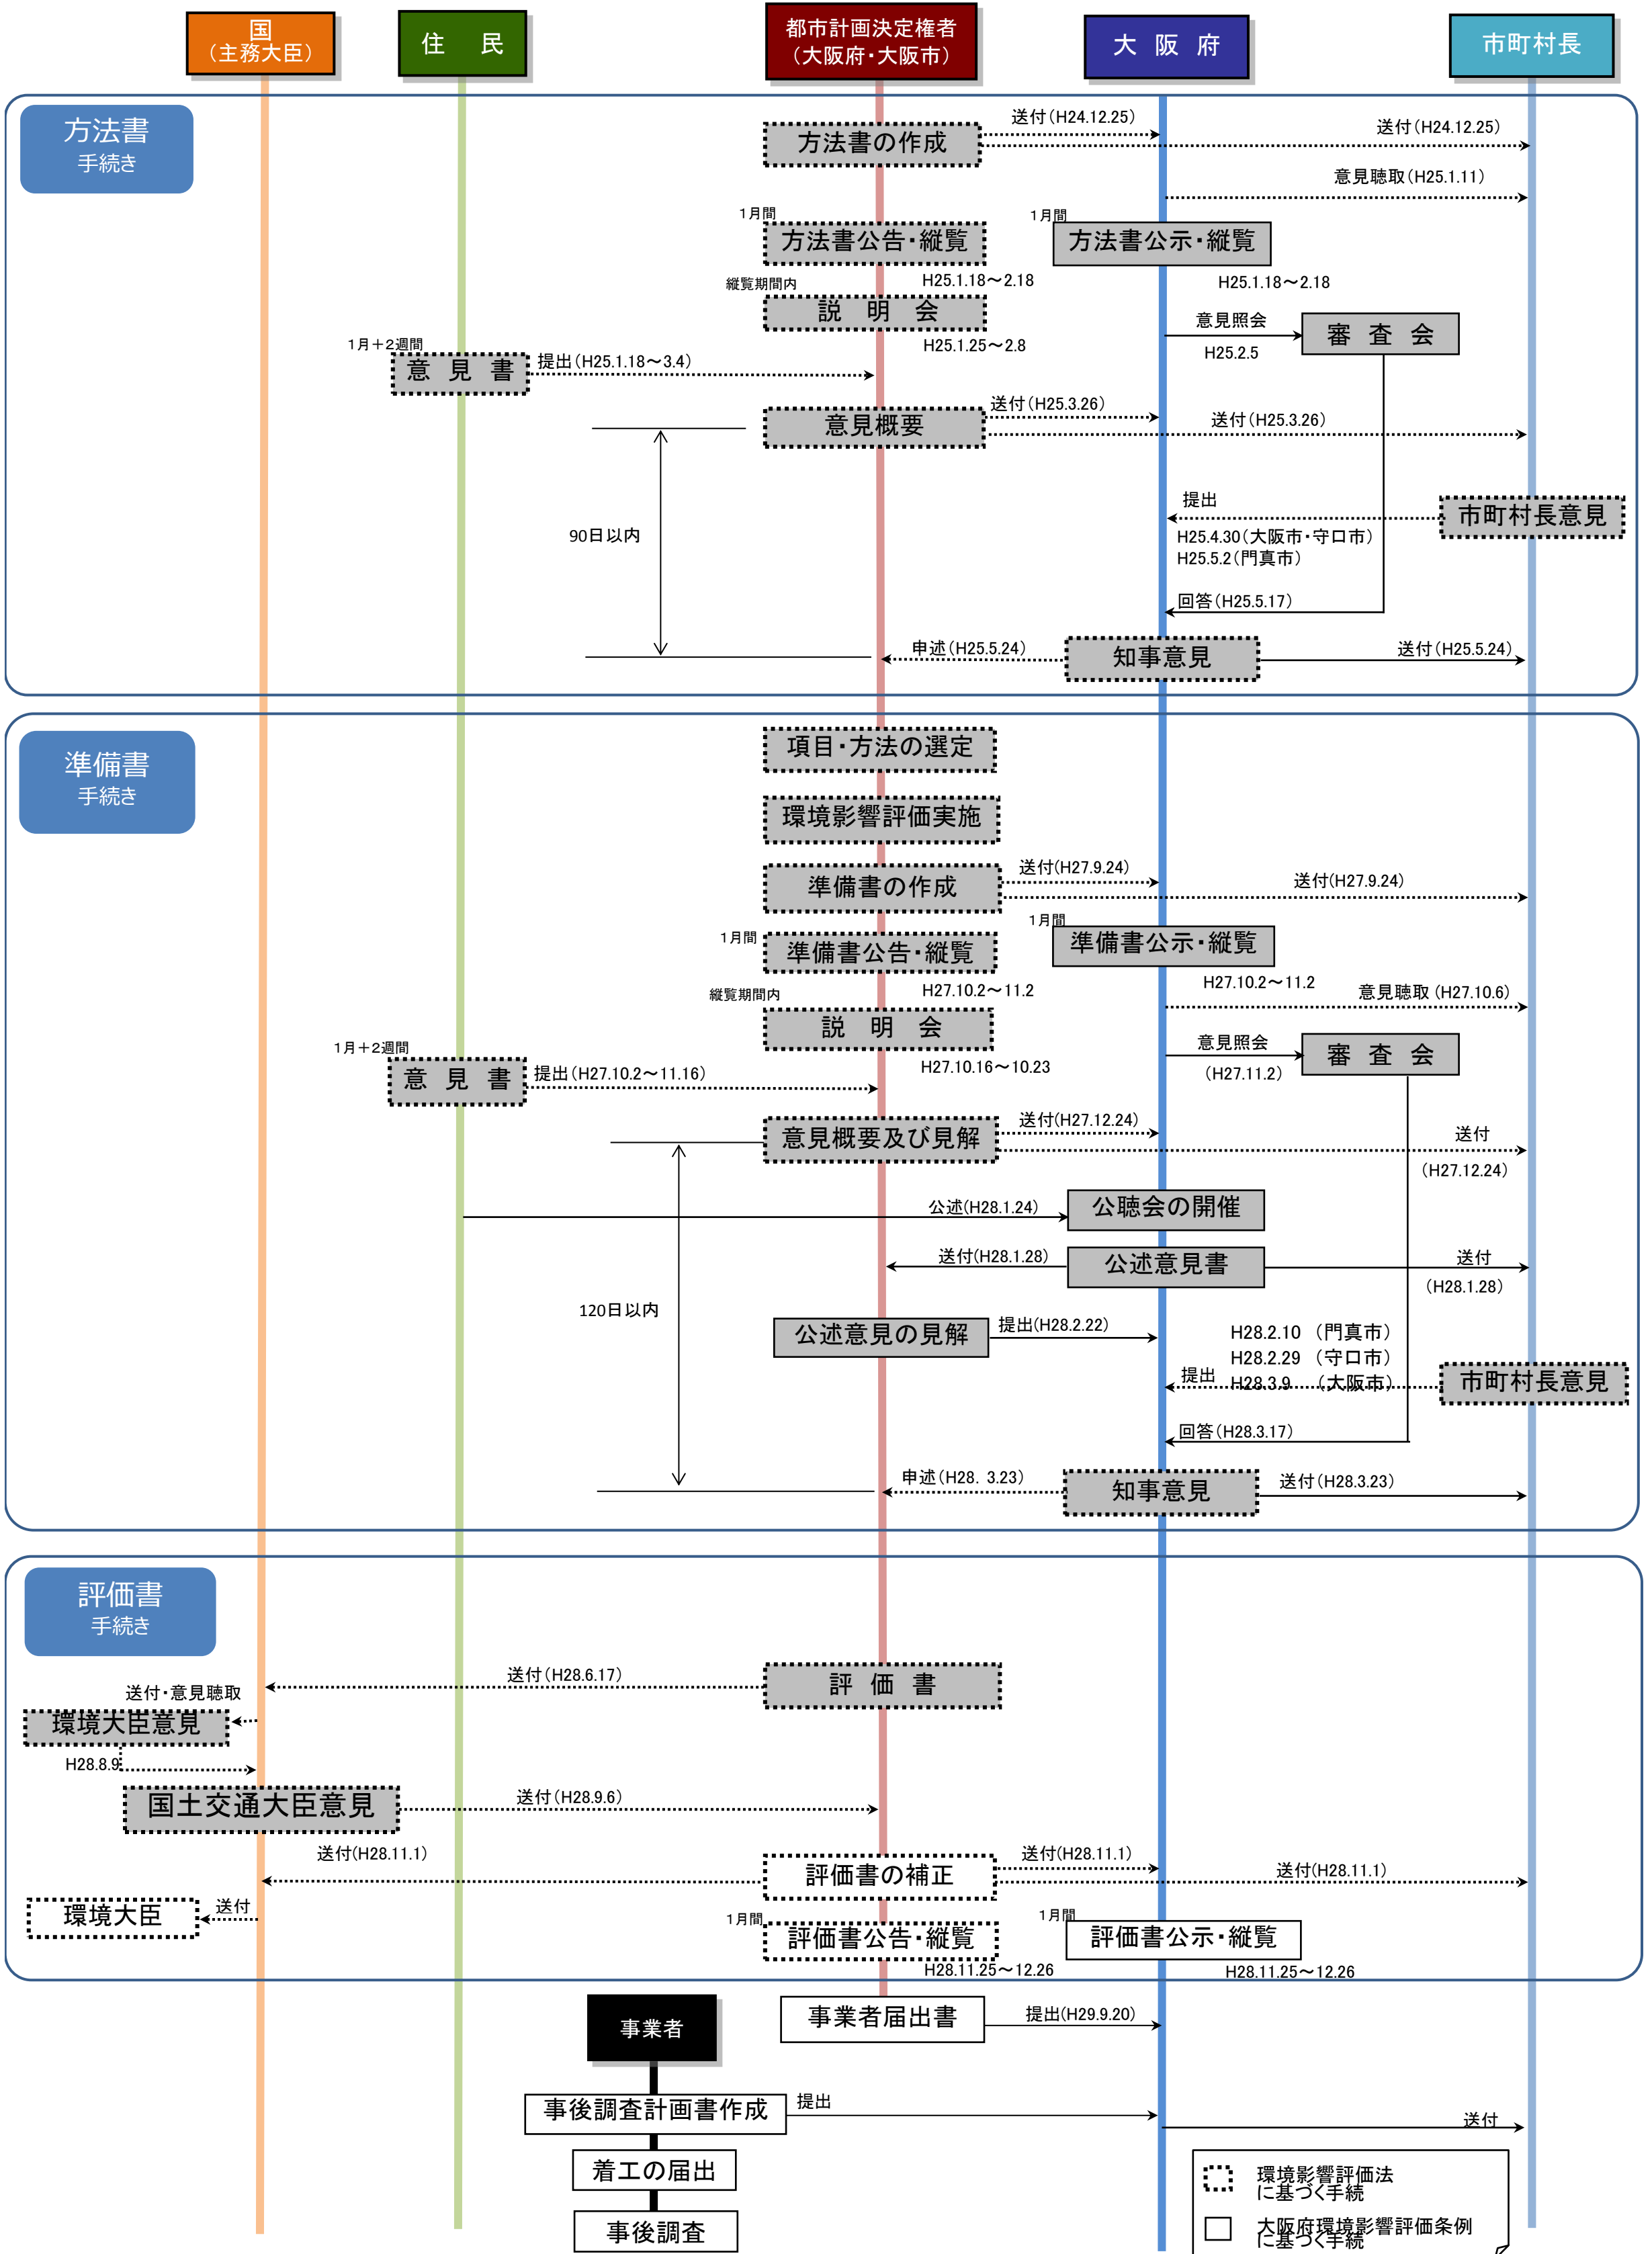 国
（主務大臣）
住　民
都市計画決定権者
（大阪府・大阪市）
大 阪 府
市町村長
方法書
手続き
方法書の作成
送付（H24.12.25）
送付（H24.12.25）
意見聴取（H25.1.11）
１月間
方法書公告・縦覧
１月間
方法書公示・縦覧
H25.1.18～2.18
H25.1.18～2.18
縦覧期間内
説　明　会
H25.1.25～2.8
意見照会
H25.2.5
審 査 会
１月＋２週間
意 見 書
提出（H25.1.18～3.4）
意見概要
送付（H25.3.26）
送付（H25.3.26）
90日以内
提出
市町村長意見
H25.4.30（大阪市・守口市）
H25.5.2（門真市）
回答（H25.5.17）
申述（H25.5.24）
知事意見
送付（H25.5.24）
準備書
手続き
項目・方法の選定
環境影響評価実施
準備書の作成
送付(H27.9.24)
送付(H27.9.24)
１月間
準備書公告・縦覧
１月間
準備書公示・縦覧
H27.10.2～11.2
H27.10.2～11.2
意見聴取（H27.10.6）
縦覧期間内
説　明　会
H27.10.16～10.23
意見照会
（H27.11.2）
審 査 会
１月＋２週間
意 見 書
提出（H27.10.2～11.16）
意見概要及び見解
送付(H27.12.24)
送付
（H27.12.24）
公述(H28.1.24)
公聴会の開催
送付（H28.1.28）
公述意見書
送付
（H28.1.28）
120日以内
公述意見の見解
提出(H28.2.22)
H28.2.10 （門真市）
H28.2.29 （守口市）
提出
H28.3.9 （大阪市）
市町村長意見
回答（H28.3.17）
申述（H28. 3.23）
知事意見
送付（H28.3.23）
評価書
手続き
評 価 書
送付（H28.6.17）
送付・意見聴取
環境大臣意見
H28.8.9
国土交通大臣意見
送付（H28.9.6）
送付(H28.11.1)
評価書の補正
送付(H28.11.1)
送付(H28.11.1)
環境大臣
送付
１月間
評価書公告・縦覧
１月間
評価書公示・縦覧
H28.11.25～12.26
H28.11.25～12.26
事業者
事業者届出書
提出(H29.9.20)
事後調査計画書作成
提出
送付
着工の届出
事後調査
環境影響評価法
に基づく手続
大阪府環境影響評価条例
に基づく手続